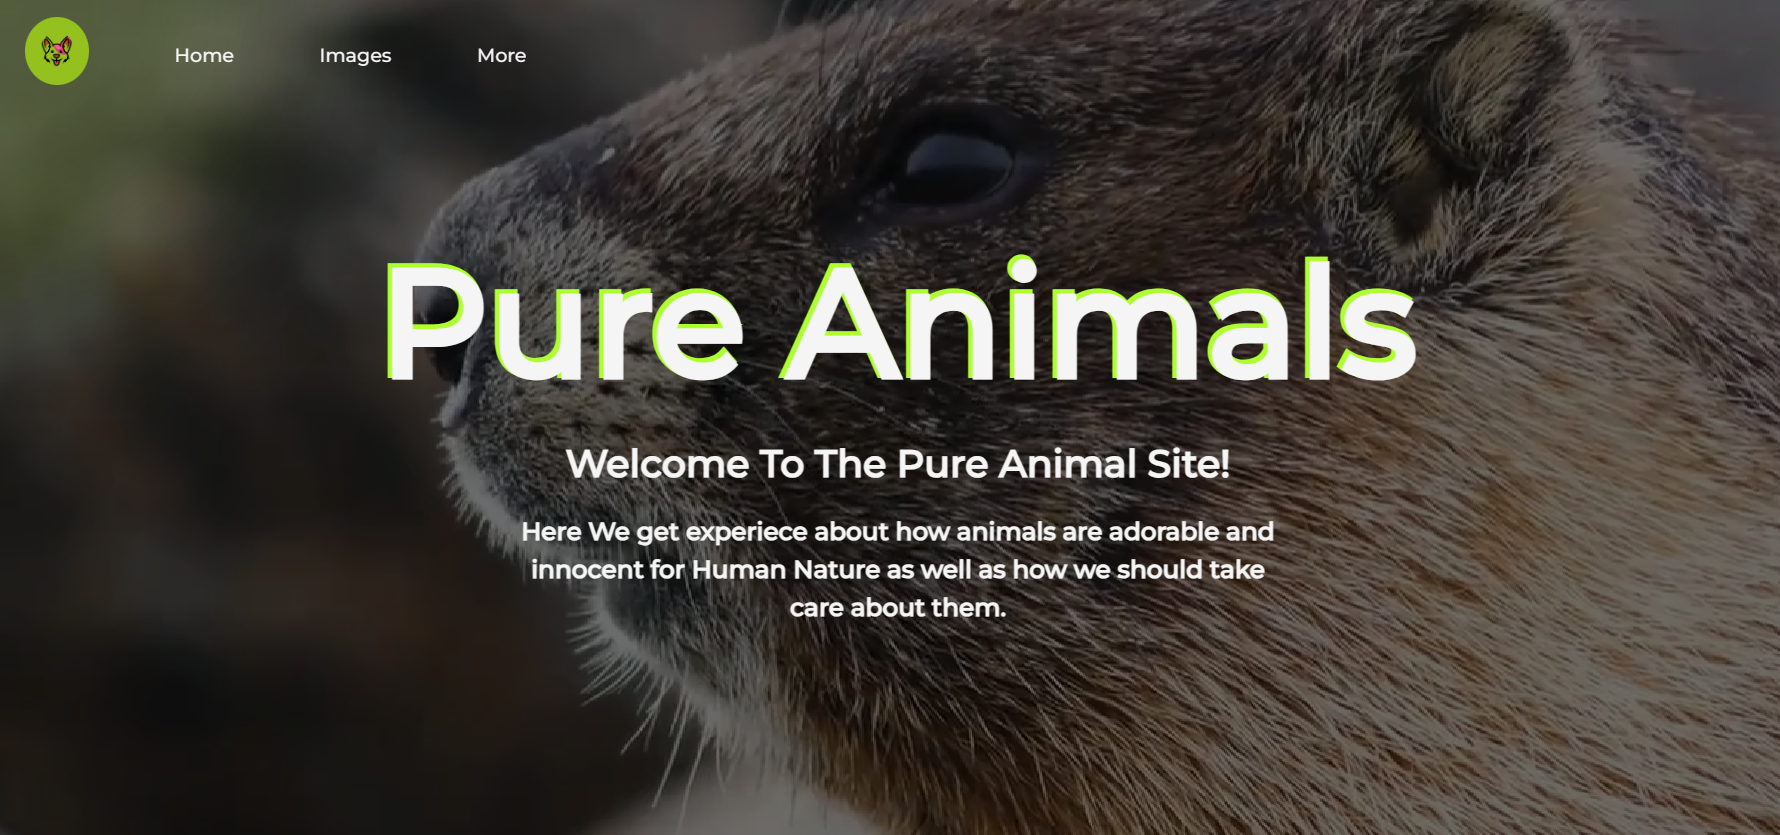 Home Images More
Pure Animals
Welcome To The Pure Animal Site!
Here We get experiece about how animals are adorable and
innocent for Human Nature as well as how we should take
care about them.